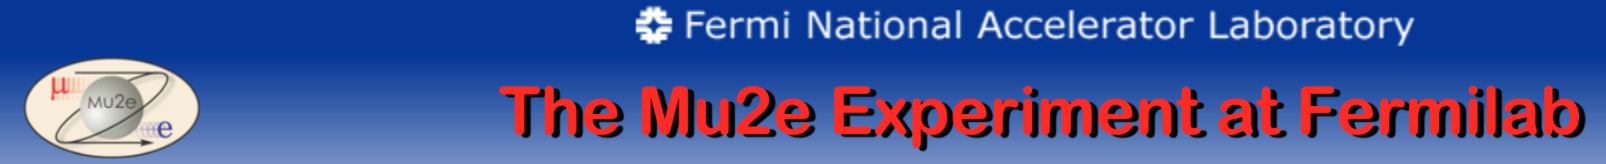 Fermi National Accelerator Laboratory
μ
Mu2e
e
The Mu2e Experiment at Fermilab